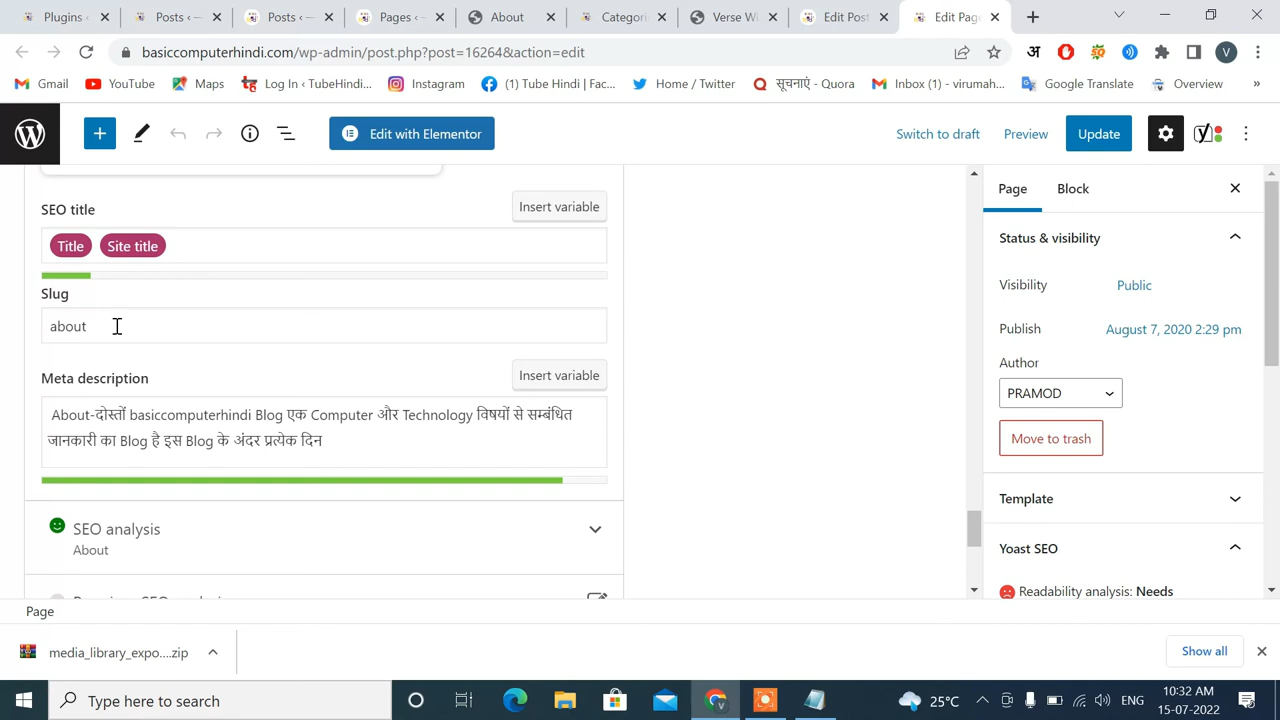 Plugins
Posts
Posts
Pages
About
Categori
Verse W
Edit Post
Edit Page
basiccomputerhindi.com/wp-admin/post.php?post=16264&action=edit
अ
V
Gmail
YouTube
Maps
Log In ‹ TubeHindi...
Instagram
(1) Tube Hindi | Fac...
Home / Twitter
सूचनाएं - Quora
Inbox (1) - virumah...
Google Translate
Overview
»
Edit with Elementor
Switch to draft
Preview
Update
Page
Block
SEO title
Insert variable
Title
Site title
Slug
about
Meta description
Insert variable
About-दोस्तों basiccomputerhindi Blog एक Computer और Technology विषयों से सम्बंधित
जानकारी का Blog है इस Blog के अंदर प्रत्येक दिन
SEO analysis
About
Status & visibility
Visibility
Public
Publish
August 7, 2020 2:29 pm
Author
PRAMOD
Move to trash
Template
Yoast SEO
Readability analysis: Needs
Page
media_library_expo....zip
Show all
Type here to search
25°C
ENG
10:32 AM
15-07-2022